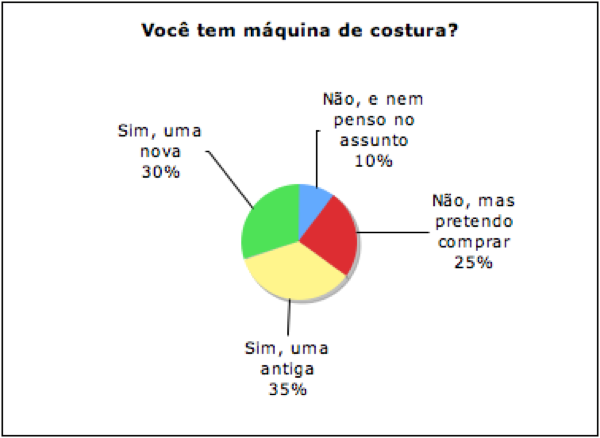 Você tem máquina de costura?
Não, e nem
penso no
assunto
10%
Sim, uma
nova
30%
Não, mas
pretendo
comprar
25%
Sim, uma
antiga
35%